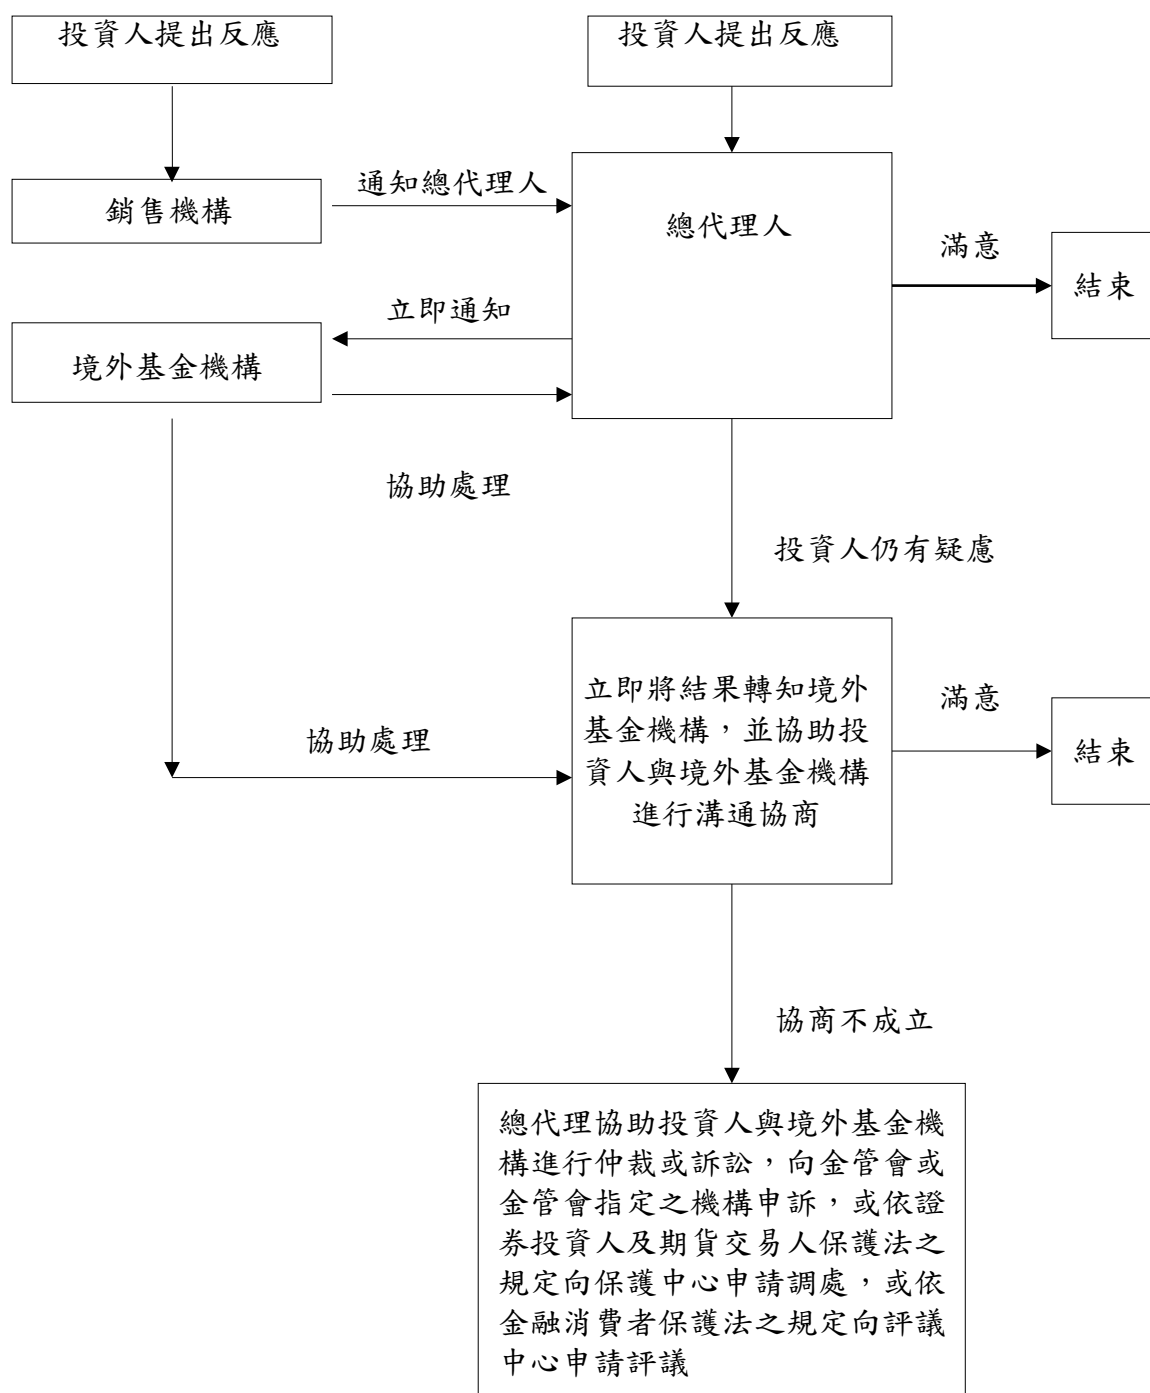 投資人提出反應
投資人提出反應
銷售機構
通知總代理人
總代理人
滿意
結束
立即通知
境外基金機構
協助處理
投資人仍有疑慮
立即將結果轉知境外
基金機構，並協助投
資人與境外基金機構
進行溝通協商
滿意
結束
協助處理
協商不成立
總代理協助投資人與境外基金機
構進行仲裁或訴訟，向金管會或
金管會指定之機構申訴，或依證
券投資人及期貨交易人保護法之
規定向保護中心申請調處，或依
金融消費者保護法之規定向評議
中心申請評議